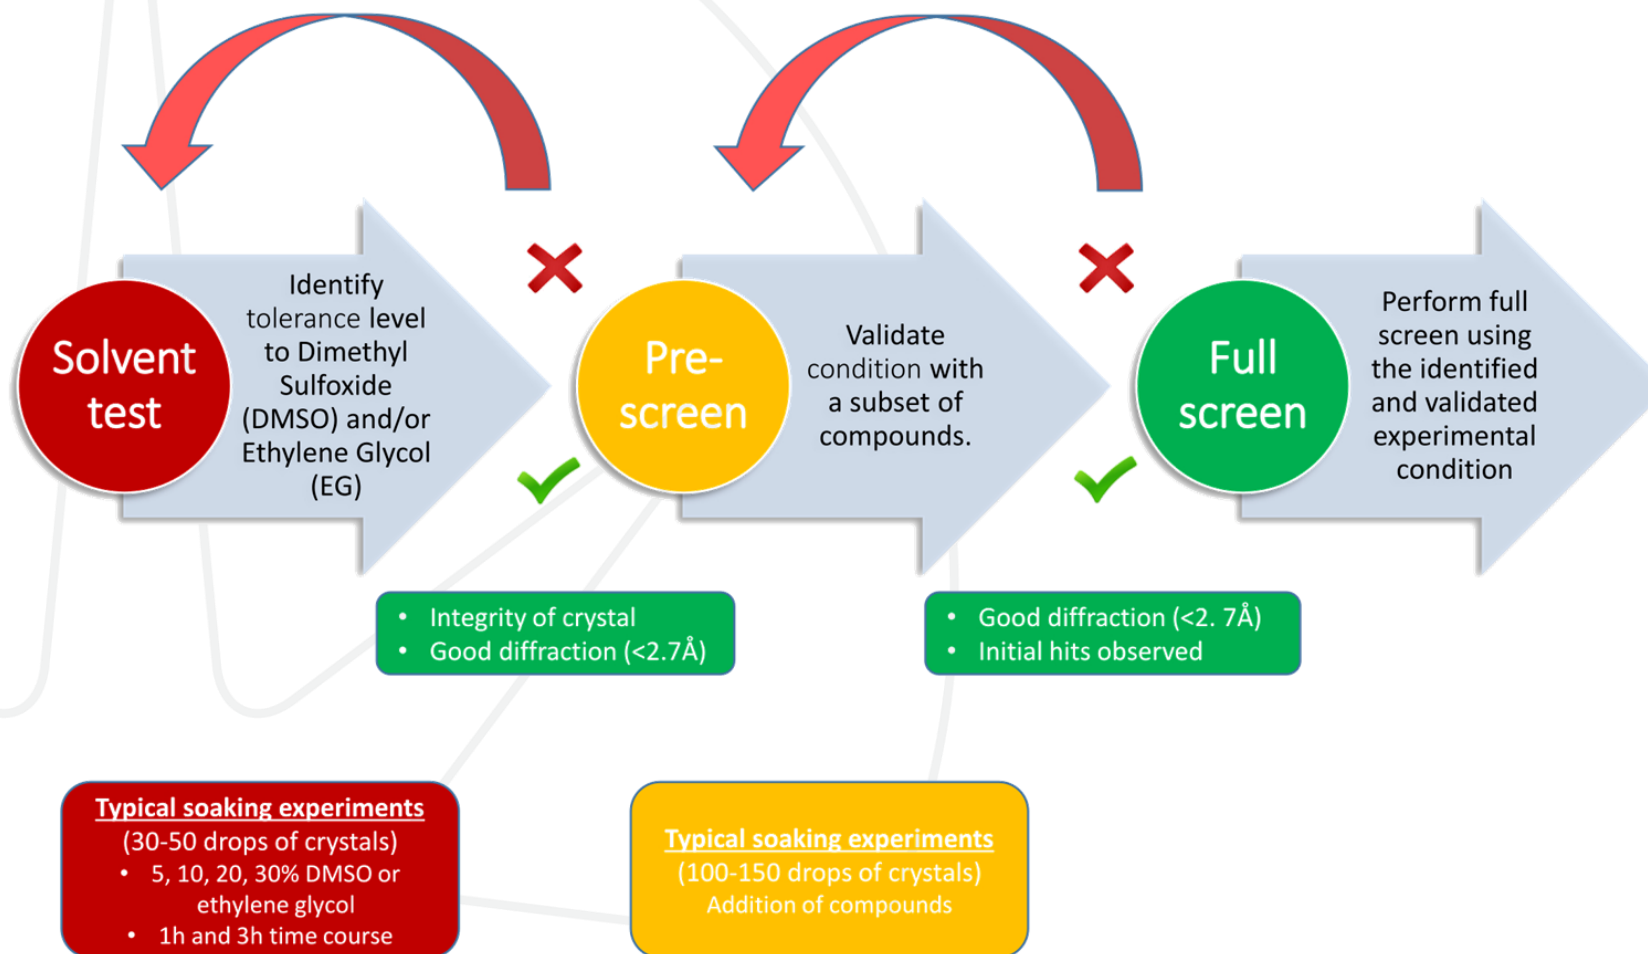 Solvent
test
Identify
tolerance level
to Dimethyl
Sulfoxide
(DMSO) and/or
Ethylene Glycol
(EG)
Pre-
screen
Validate
condition with
a subset of
compounds.
Full
screen
Perform full
screen using
the identified
and validated
experimental
condition
• Integrity of crystal
• Good diffraction (<2.7Å)
• Good diffraction (<2. 7Å)
• Initial hits observed
Typical soaking experiments
(30-50 drops of crystals)
• 5, 10, 20, 30% DMSO or
ethylene glycol
• 1h and 3h time course
Typical soaking experiments
(100-150 drops of crystals)
Addition of compounds